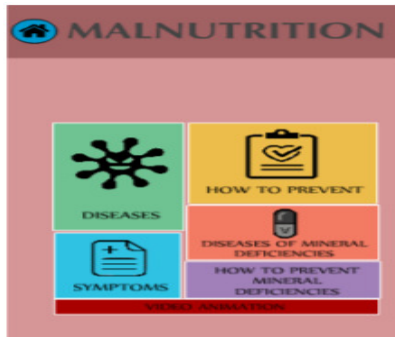 MALNUTRITION
DISEASES
HOW TO PREVENT
DISEASES OF MINERAL
DEFICIENCIES
SYMPTOMS
HOW TO PREVENT
MINERAL
DEFICIENCIES
VIDEO ANIMATION